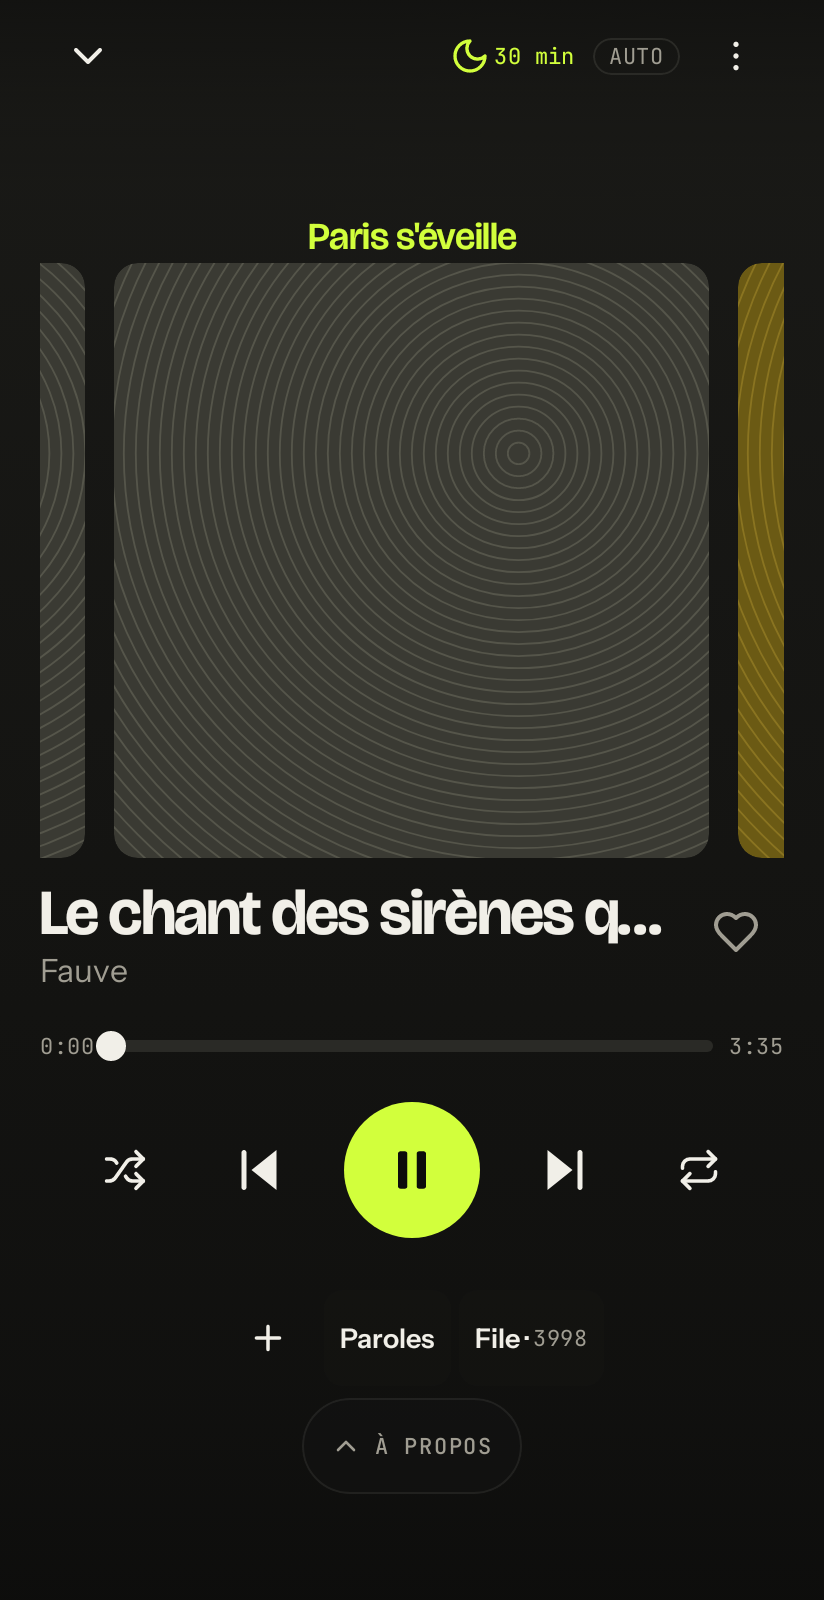 30 min AUTO
Paris s'éveille
Le chant des sirènes q...
Fauve
0:00 3:35
Paroles File·3998
À PROPOS